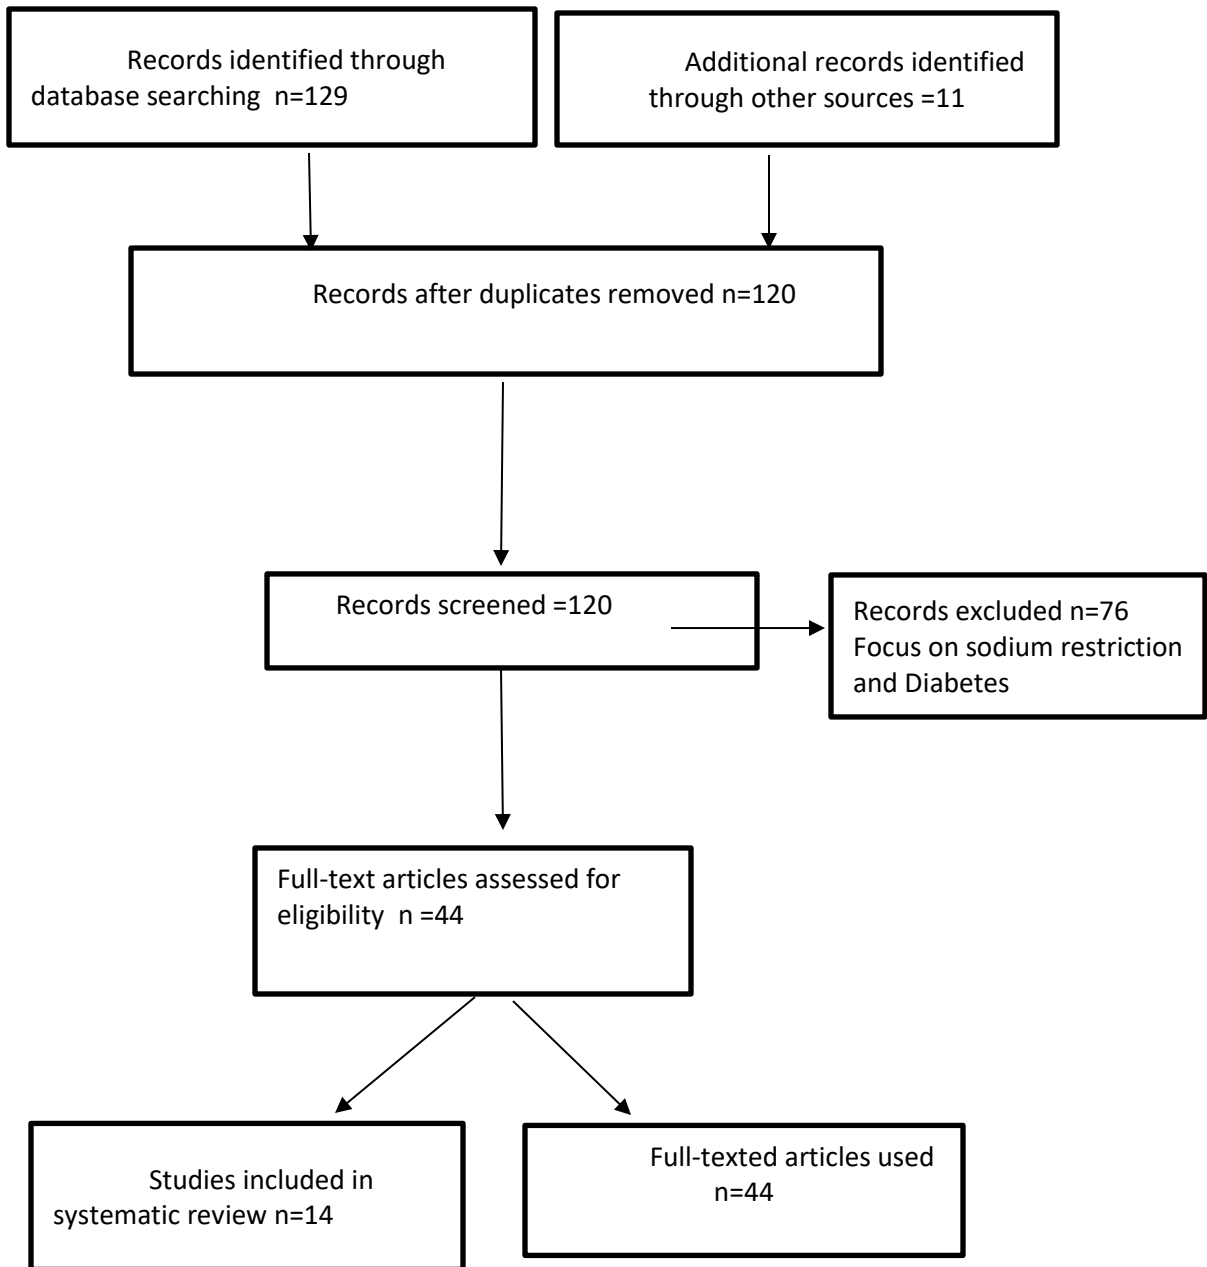 Records identified through
database searching  n=129
Additional records identified
through other sources =11
Records after duplicates removed n=120
Records screened =120
Records excluded n=76
Focus on sodium restriction
and Diabetes
Full-text articles assessed for
eligibility  n =44
Studies included in
systematic review n=14
Full-texted articles used
n=44